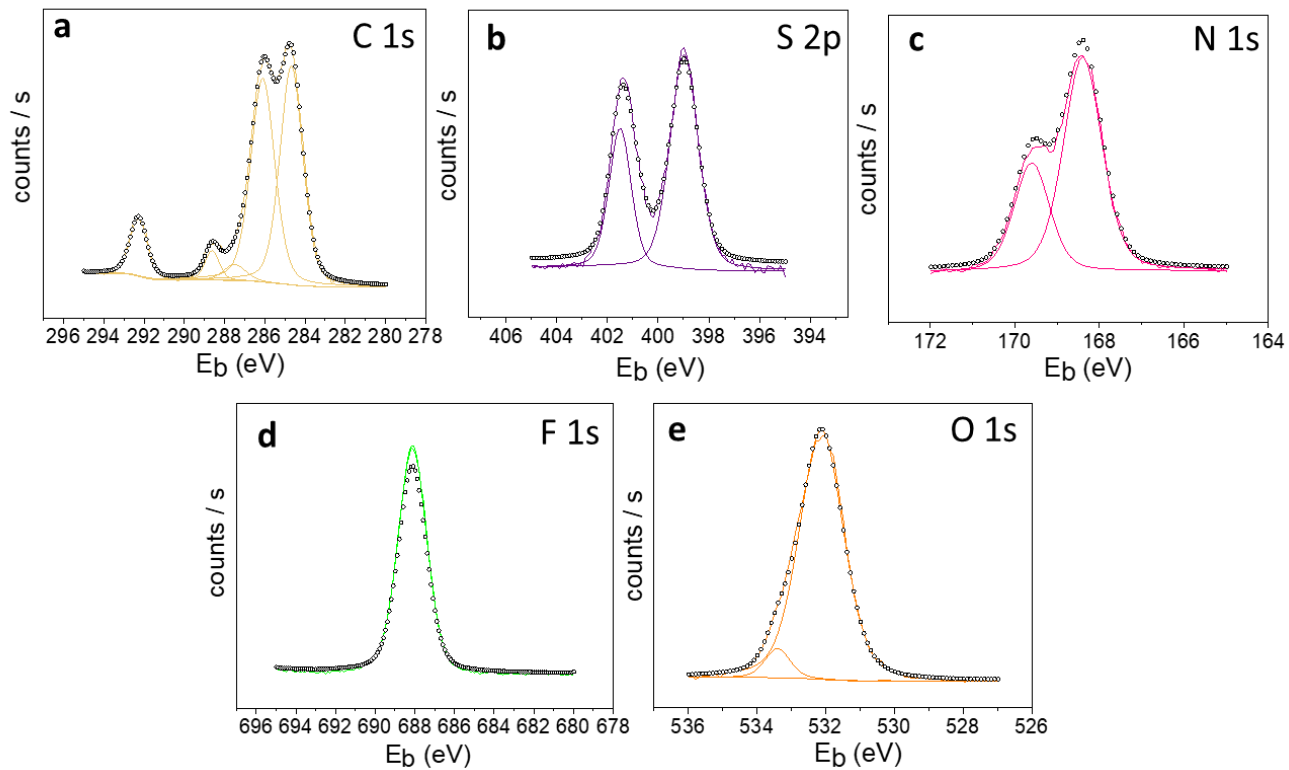 a
C 1s
counts / s
296 294 292 290 288 286 284 282 280 278
Eb (eV)
b
S 2p
counts / s
406 404 402 400 398 396 394
Eb (eV)
c
N 1s
counts / s
172 170 168 166 165 164
Eb (eV)
d
F 1s
counts / s
696 694 692 690 688 686 684 682 680 678
Eb (eV)
e
O 1s
counts / s
536 534 532 530 528 526
Eb (eV)